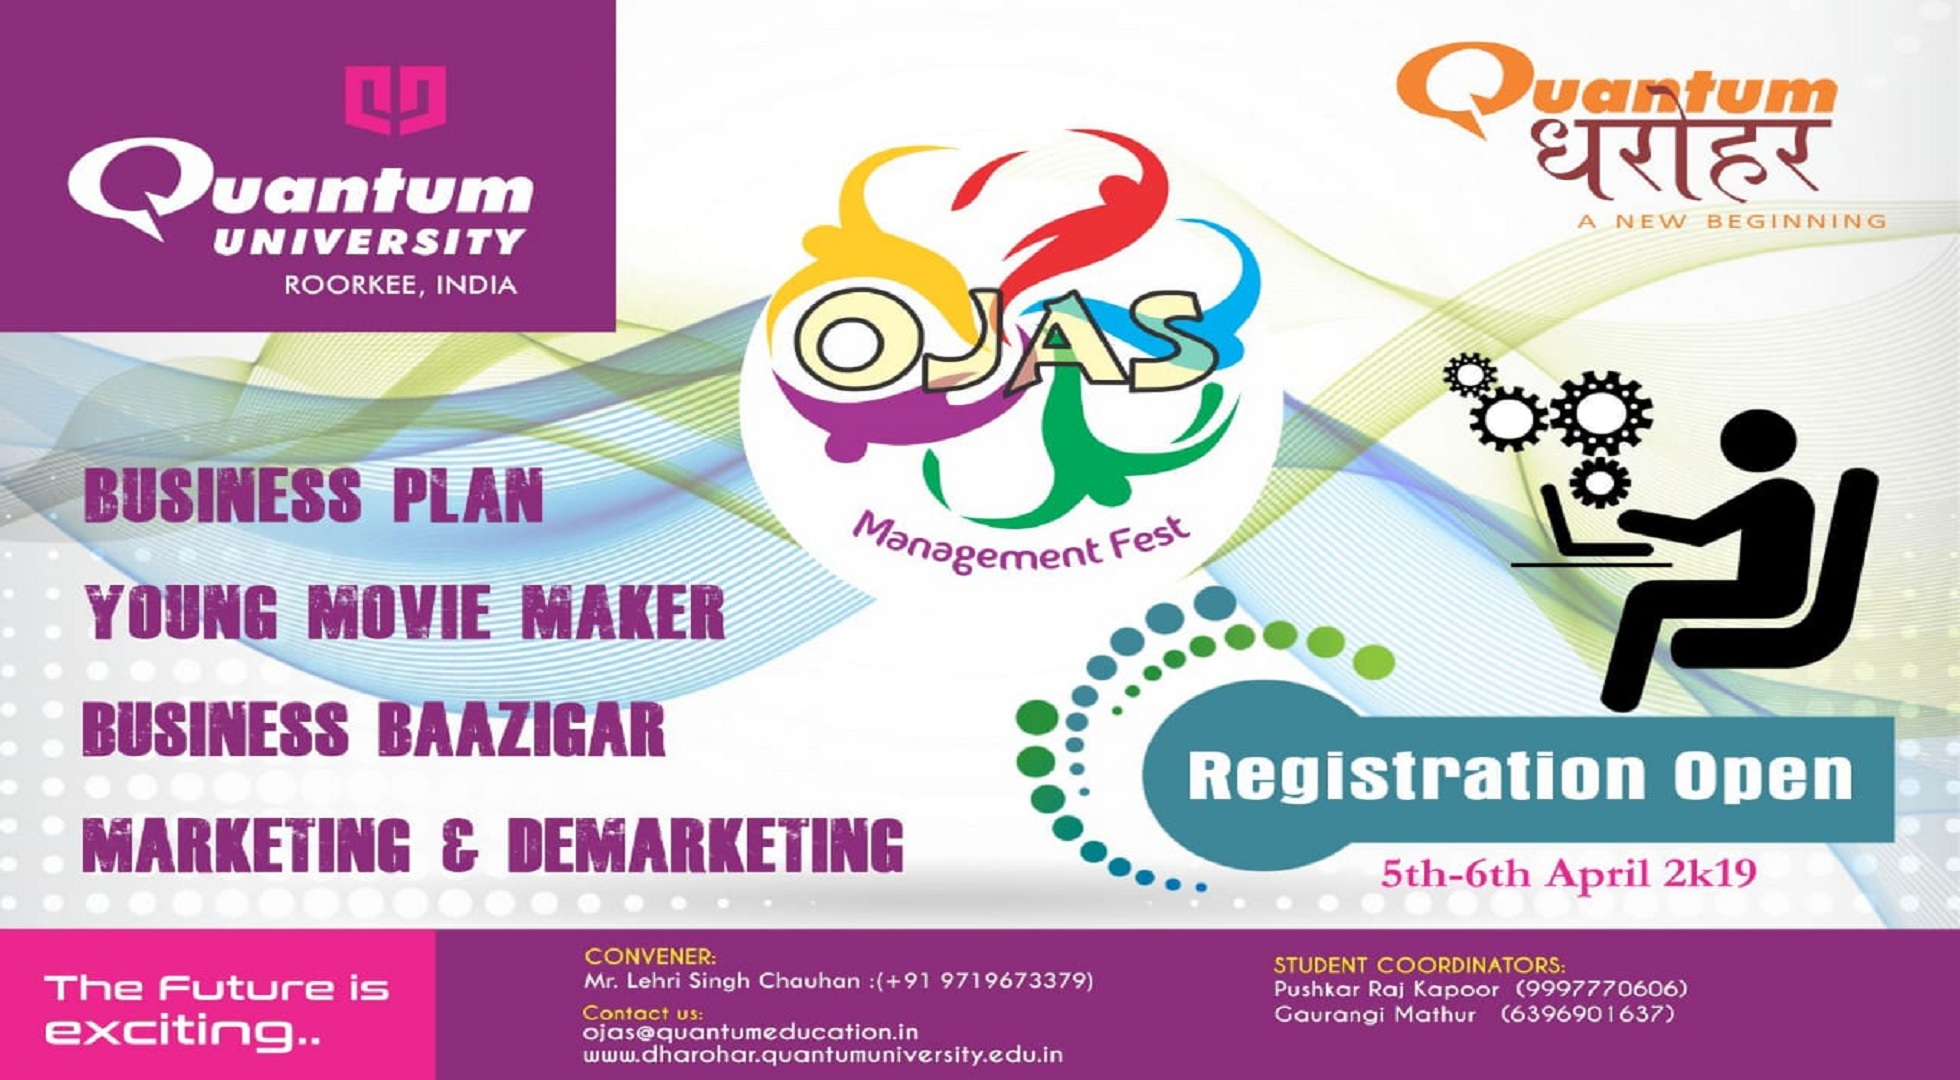 Quantum
UNIVERSITY
ROORKEE, INDIA
Quantum
धरोहर
A NEW BEGINNING
OJAS
Management Fest
BUSINESS PLAN
YOUNG MOVIE MAKER
BUSINESS BAAZIGAR
MARKETING & DEMARKETING
Registration Open
5th-6th April 2k19
The Future is
exciting..
CONVENER:
Mr. Lehri Singh Chauhan :(+91 9719673379)
Contact us:
ojas@quantumeducation.in
www.dharohar.quantumuniversity.edu.in
STUDENT COORDINATORS:
Pushkar Raj Kapoor (9997770606)
Gaurangi Mathur (6396901637)